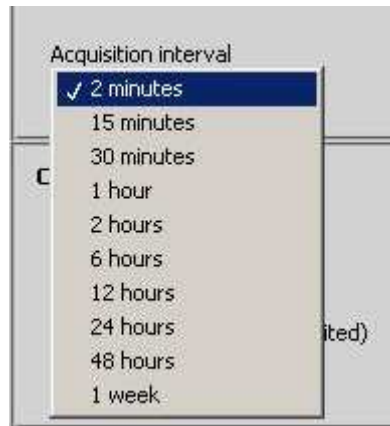 Acquisition interval
✓ 2 minutes
15 minutes
30 minutes
1 hour
2 hours
6 hours
12 hours
24 hours
ited)
48 hours
1 week